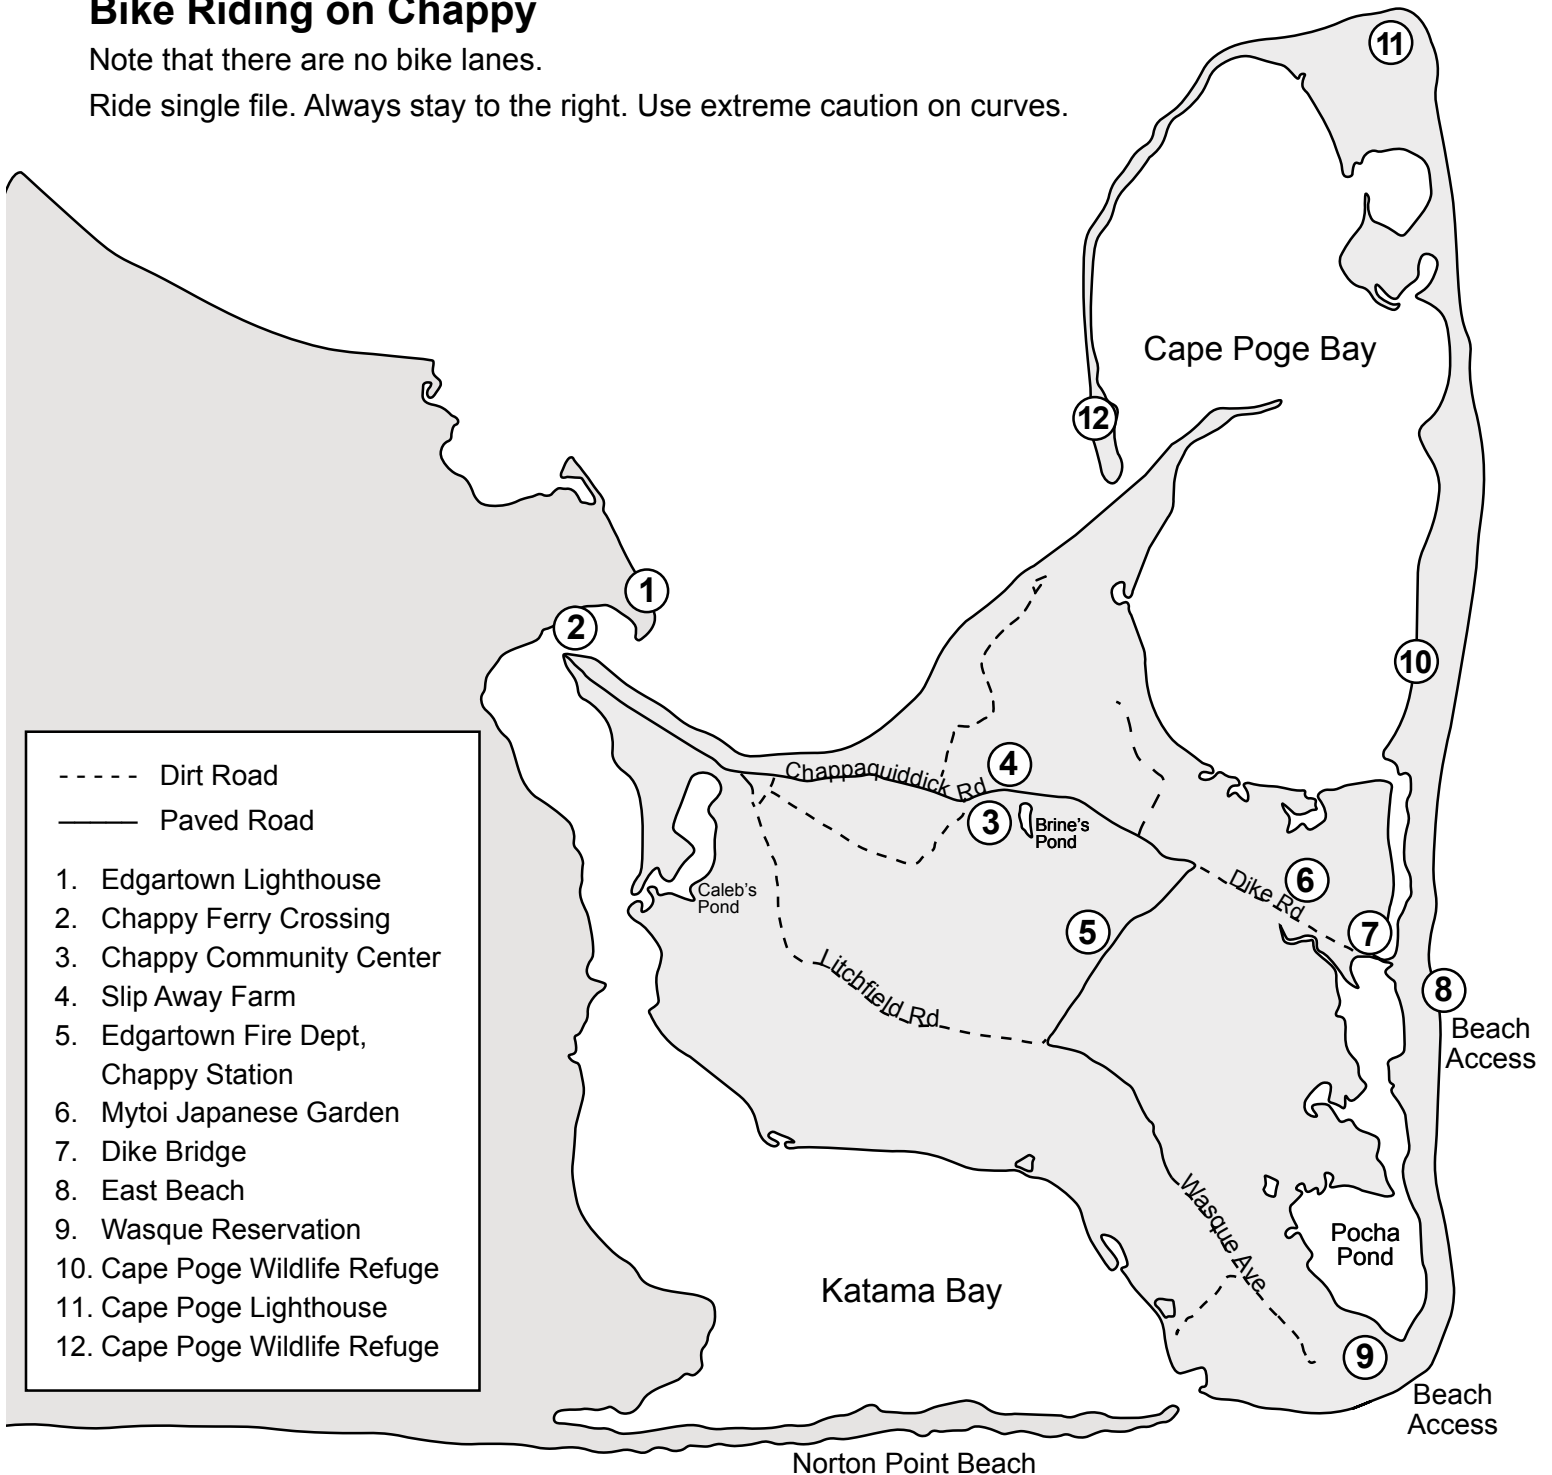 Bike Riding on Chappy
Note that there are no bike lanes.
Ride single file. Always stay to the right. Use extreme caution on curves.
11
Cape Poge Bay
12
1
2
10
Chappaquiddick Rd
4
3
Brine's
Pond
Caleb's
Pond
Dike Rd
6
5
7
Litchfield Rd
8
Beach
Access
Wasque Ave
Pocha
Pond
Katama Bay
9
Beach
Access
Norton Point Beach
Dirt Road
Paved Road
1. Edgartown Lighthouse
2. Chappy Ferry Crossing
3. Chappy Community Center
4. Slip Away Farm
5. Edgartown Fire Dept,
Chappy Station
6. Mytoi Japanese Garden
7. Dike Bridge
8. East Beach
9. Wasque Reservation
10. Cape Poge Wildlife Refuge
11. Cape Poge Lighthouse
12. Cape Poge Wildlife Refuge